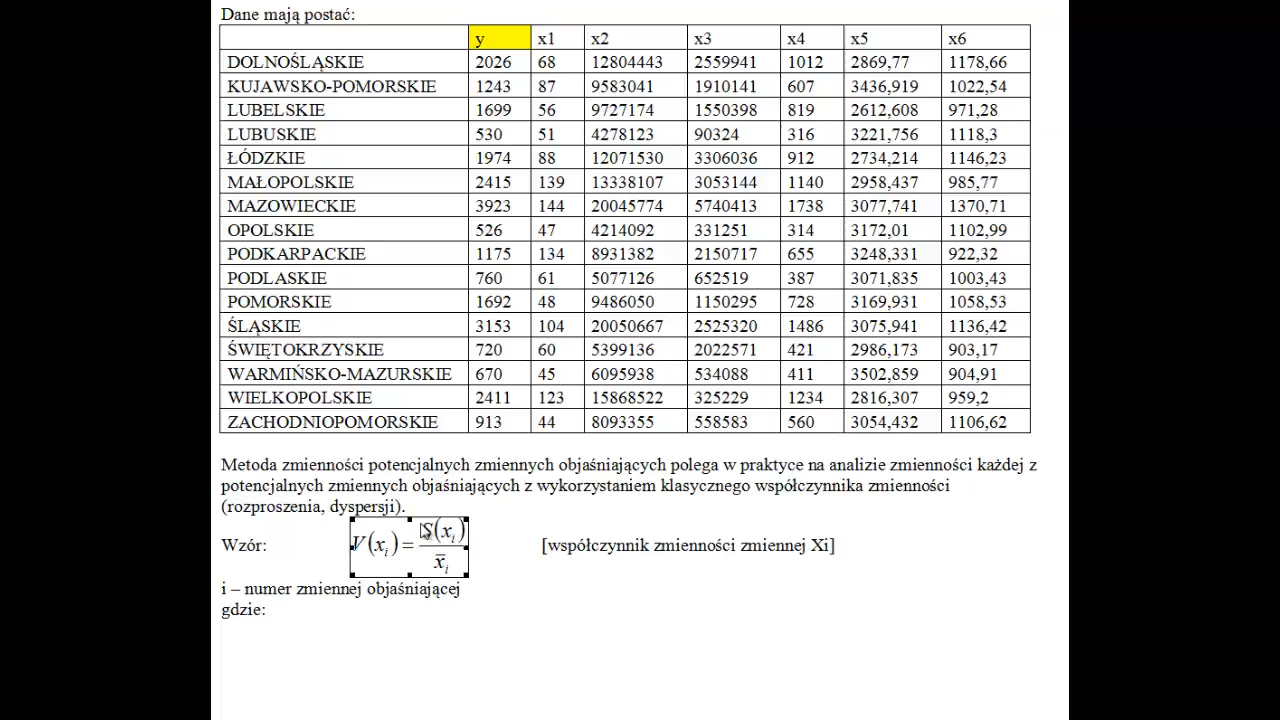 Dane mają postać:
y x1 x2 x3 x4 x5 x6
DOLNOŚLĄSKIE 2026 68 12804443 2559941 1012 2869,77 1178,66
KUJAWSKO-POMORSKIE 1243 87 9583041 1910141 607 3436,919 1022,54
LUBELSKIE 1699 56 9727174 1550398 819 2612,608 971,28
LUBUSKIE 530 51 4278123 90324 316 3221,756 1118,3
ŁÓDZKIE 1974 88 12071530 3306036 912 2734,214 1146,23
MAŁOPOLSKIE 2415 139 13338107 3053144 1140 2958,437 985,77
MAZOWIECKIE 3923 144 20045774 5740413 1738 3077,741 1370,71
OPOLSKIE 526 47 4214092 331251 314 3172,01 1102,99
PODKARPACKIE 1175 134 8931382 2150717 655 3248,331 922,32
PODLASKIE 760 61 5077126 652519 387 3071,835 1003,43
POMORSKIE 1692 48 9486050 1150295 728 3169,931 1058,53
ŚLĄSKIE 3153 104 20050667 2525320 1486 3075,941 1136,42
ŚWIĘTOKRZYSKIE 720 60 5399136 2022571 421 2986,173 903,17
WARMIŃSKO-MAZURSKIE 670 45 6095938 534088 411 3502,859 904,91
WIELKOPOLSKIE 2411 123 15868522 325229 1234 2816,307 959,2
ZACHODNIOPOMORSKIE 913 44 8093355 558583 560 3054,432 1106,62
Metoda zmienności potencjalnych zmiennych objaśniających polega w praktyce na analizie zmienności każdej z
potencjalnych zmiennych objaśniających z wykorzystaniem klasycznego współczynnika zmienności
(rozproszenia, dyspersji).
Wzór: V(xᵢ) = S(xᵢ) / x̄ᵢ [współczynnik zmienności zmiennej Xi]
i – numer zmiennej objaśniającej
gdzie: